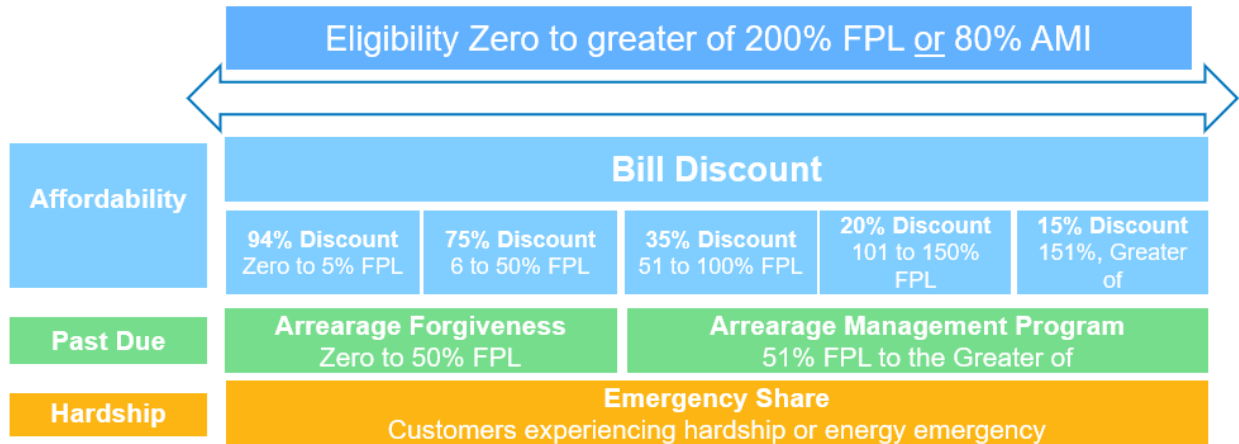 Eligibility Zero to greater of 200% FPL or 80% AMI
Affordability
Bill Discount
94% Discount
Zero to 5% FPL
75% Discount
6 to 50% FPL
35% Discount
51 to 100% FPL
20% Discount
101 to 150%
FPL
15% Discount
151%, Greater
of
Past Due
Arrearage Forgiveness
Zero to 50% FPL
Arrearage Management Program
51% FPL to the Greater of
Hardship
Emergency Share
Customers experiencing hardship or energy emergency